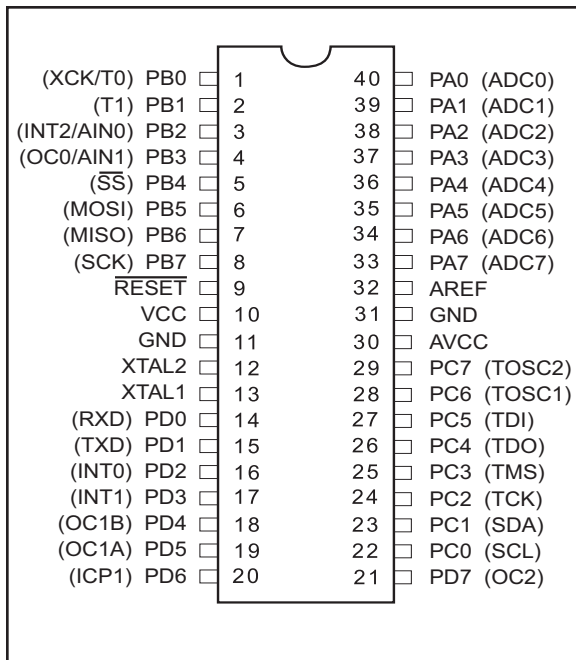 (XCK/T0) PB0 1 40 PA0 (ADC0)
(T1) PB1 2 39 PA1 (ADC1)
(INT2/AIN0) PB2 3 38 PA2 (ADC2)
(OC0/AIN1) PB3 4 37 PA3 (ADC3)
(SS) PB4 5 36 PA4 (ADC4)
(MOSI) PB5 6 35 PA5 (ADC5)
(MISO) PB6 7 34 PA6 (ADC6)
(SCK) PB7 8 33 PA7 (ADC7)
RESET 9 32 AREF
VCC 10 31 GND
GND 11 30 AVCC
XTAL2 12 29 PC7 (TOSC2)
XTAL1 13 28 PC6 (TOSC1)
(RXD) PD0 14 27 PC5 (TDI)
(TXD) PD1 15 26 PC4 (TDO)
(INT0) PD2 16 25 PC3 (TMS)
(INT1) PD3 17 24 PC2 (TCK)
(OC1B) PD4 18 23 PC1 (SDA)
(OC1A) PD5 19 22 PC0 (SCL)
(ICP1) PD6 20 21 PD7 (OC2)